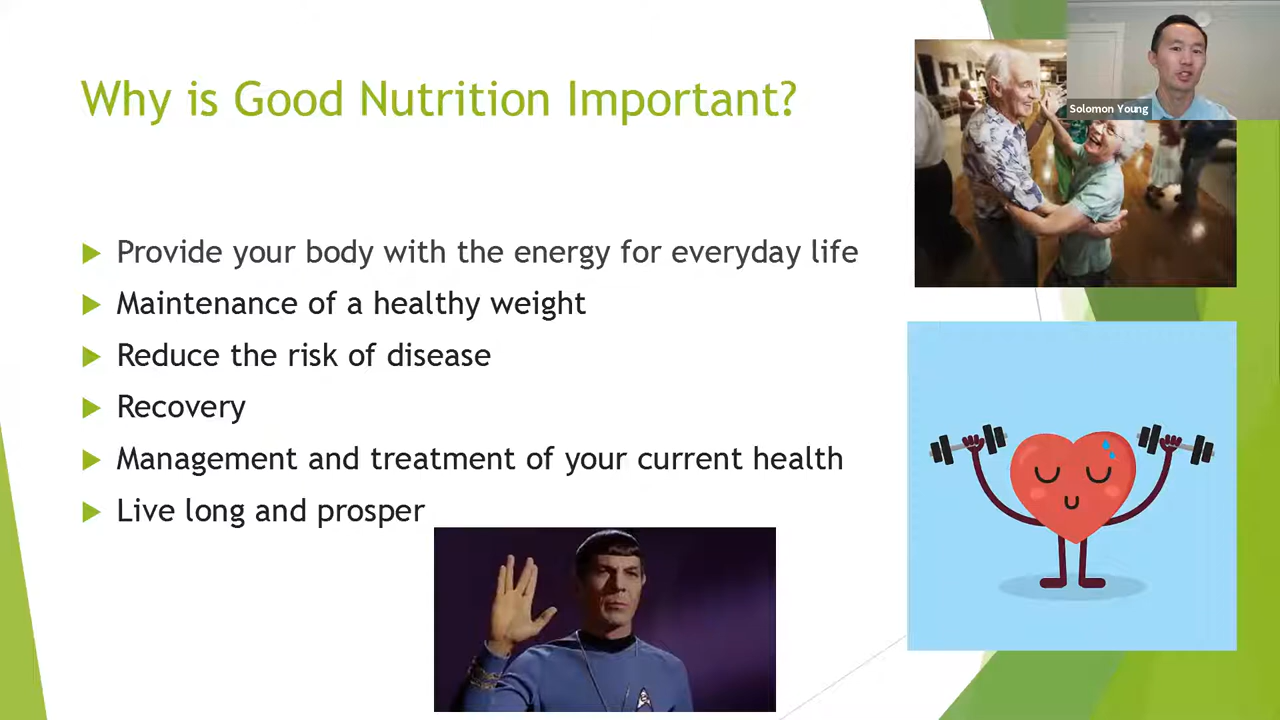 Why is Good Nutrition Important?
Provide your body with the energy for everyday life
Maintenance of a healthy weight
Reduce the risk of disease
Recovery
Management and treatment of your current health
Live long and prosper
Solomon Young